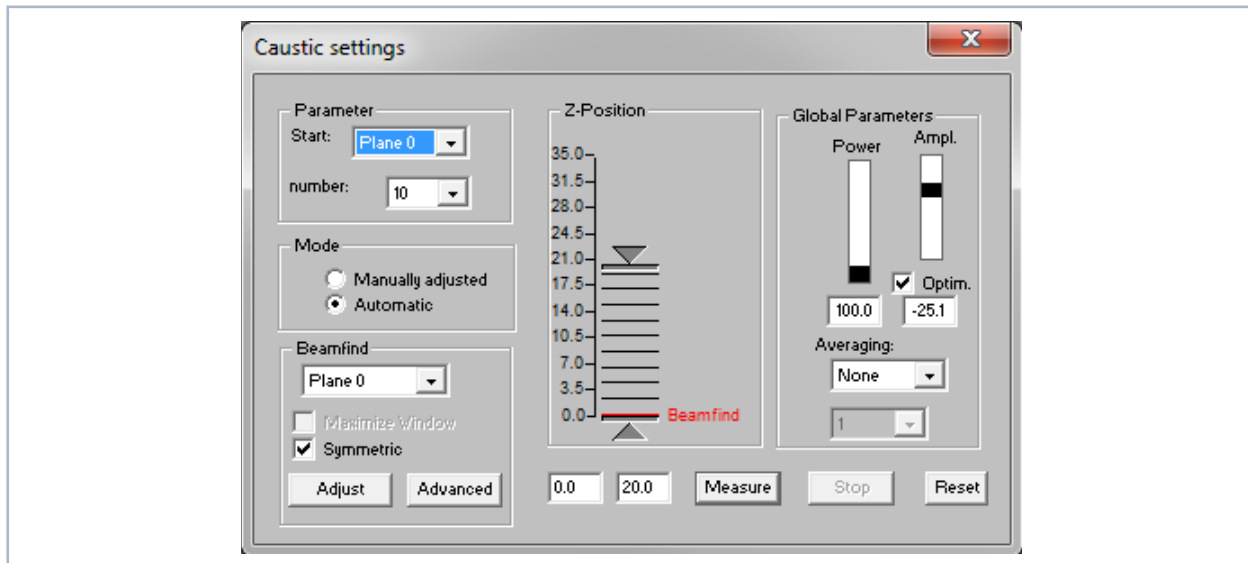 Caustic settings
X
Parameter
Start: Plane 0
number: 10
Mode
Manually adjusted
Automatic
Beamfind
Plane 0
Maximize Window
Symmetric
Adjust Advanced
Z-Position
35.0
31.5
28.0
24.5
21.0
17.5
14.0
10.5
7.0
3.5
0.0 Beamfind
0.0 20.0 Measure Stop Reset
Global Parameters
Power Ampl.
Optim.
100.0 -25.1
Averaging:
None
1